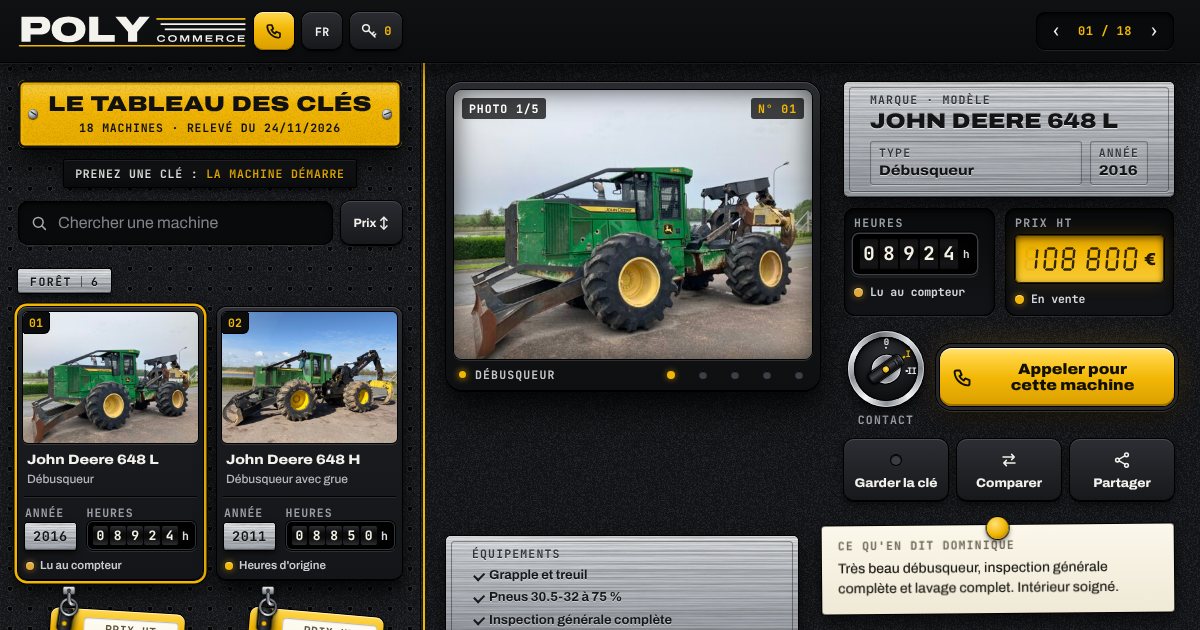 POLY COMMERCE
FR
0
01 / 18
LE TABLEAU DES CLÉS
18 MACHINES · RELEVÉ DU 24/11/2026
PRENEZ UNE CLÉ : LA MACHINE DÉMARRE
Chercher une machine
Prix
FORÊT | 6
01
John Deere 648 L
Débusqueur
ANNÉE HEURES
2016 08924 h
Lu au compteur
02
John Deere 648 H
Débusqueur avec grue
ANNÉE HEURES
2011 08850 h
Heures d'origine
PHOTO 1/5
N° 01
DÉBUSQUEUR
MARQUE · MODÈLE
JOHN DEERE 648 L
TYPE
Débusqueur
ANNÉE
2016
HEURES
08924 h
Lu au compteur
PRIX HT
108 800 €
En vente
0
I
II
CONTACT
Appeler pour
cette machine
Garder la clé
Comparer
Partager
ÉQUIPEMENTS
Grapple et treuil
Pneus 30.5-32 à 75 %
Inspection générale complète
CE QU'EN DIT DOMINIQUE
Très beau débusqueur, inspection générale
complète et lavage complet. Intérieur soigné.